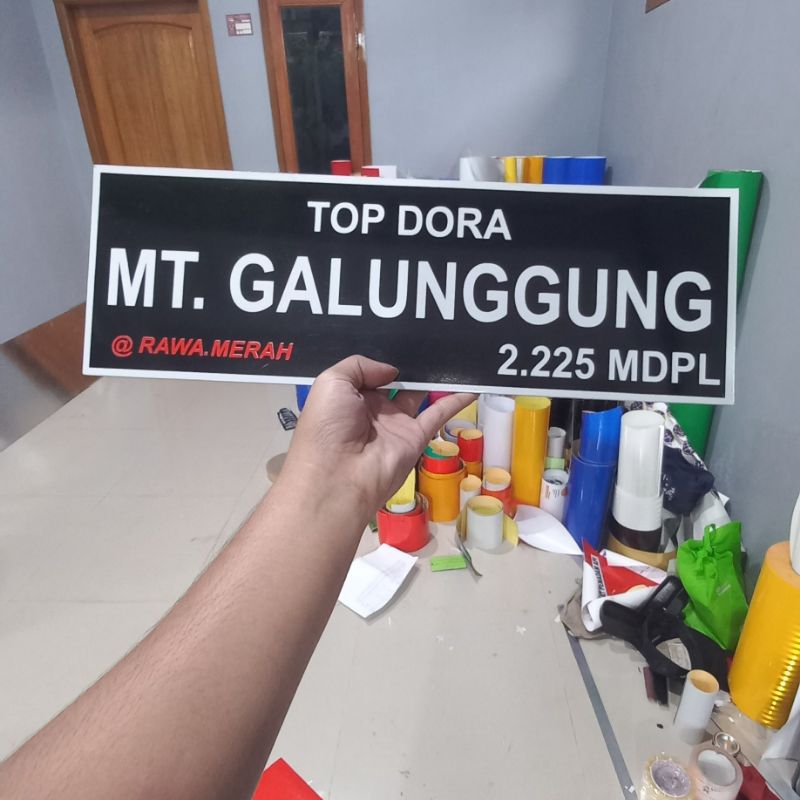 TOP DORA
MT. GALUNGGUNG
@ RAWA.MERAH
2.225 MDPL